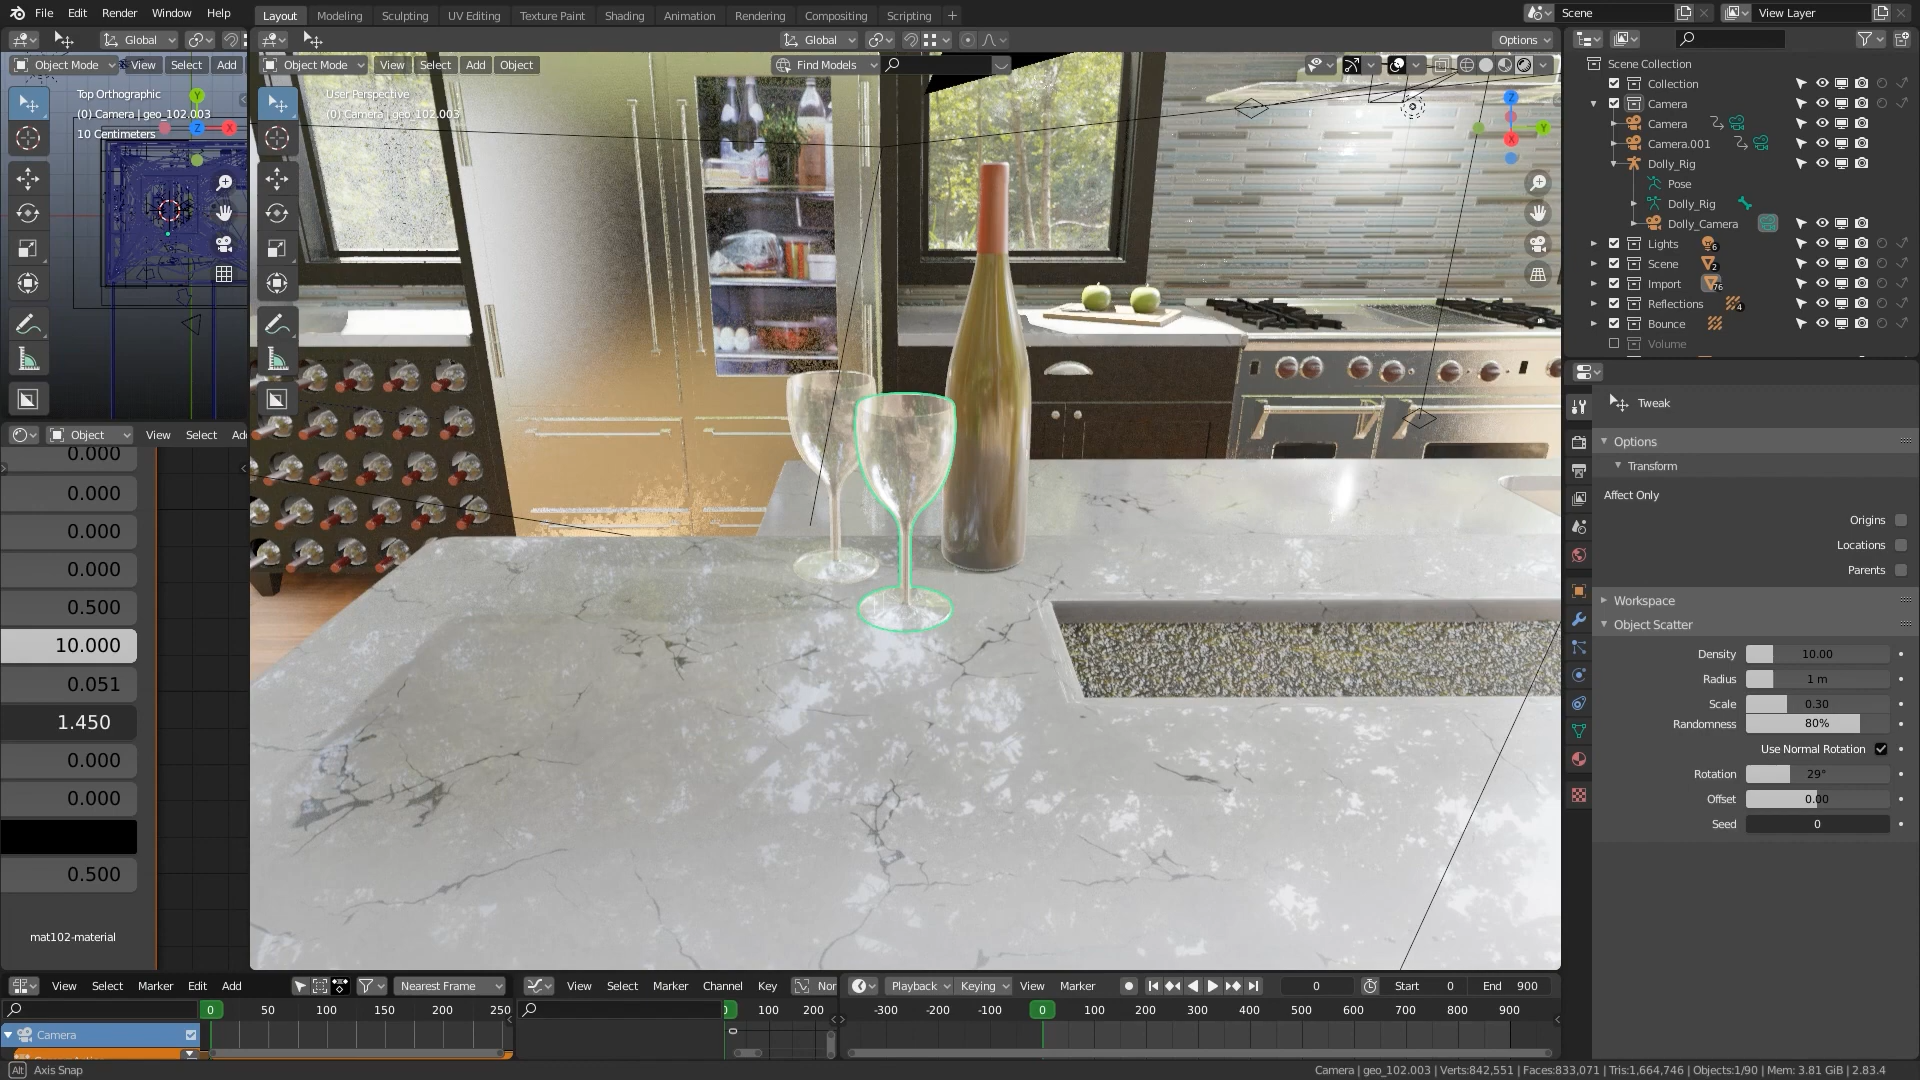 File Edit Render Window Help
Layout Modeling Sculpting UV Editing Texture Paint Shading Animation Rendering Compositing Scripting +
Scene
View Layer
Global
Global
Options
Object Mode View Select Add
Object Mode View Select Add Object
Find Models
Top Orthographic
(0) Camera | geo_102.003
10 Centimeters
User Perspective
(0) Camera | geo_102.003
Scene Collection
Collection
Camera
Camera
Camera.001
Dolly_Rig
Pose
Dolly_Rig
Dolly_Camera
Lights 6
Scene 2
Import 76
Reflections 4
Bounce
Volume
Tweak
Options
Transform
Affect Only
Origins
Locations
Parents
Workspace
Object Scatter
Density 10.00
Radius 1 m
Scale 0.30
Randomness 80%
Use Normal Rotation
Rotation 29°
Offset 0.00
Seed 0
Object View Select Ad
0.000
0.000
0.000
0.000
0.500
10.000
0.051
1.450
0.000
0.000
0.500
mat102-material
View Select Marker Edit Add Nearest Frame
0 50 100 150 200 250
Camera
View Select Marker Channel Key Nor
100 200
Playback Keying View Marker 0 Start 0 End 900
-300 -200 -100 0 100 200 300 400 500 600 700 800 900
Alt Axis Snap
Camera | geo_102.003 | Verts:842,551 | Faces:833,071 | Tris:1,664,746 | Objects:1/90 | Mem: 3.81 GiB | 2.83.4